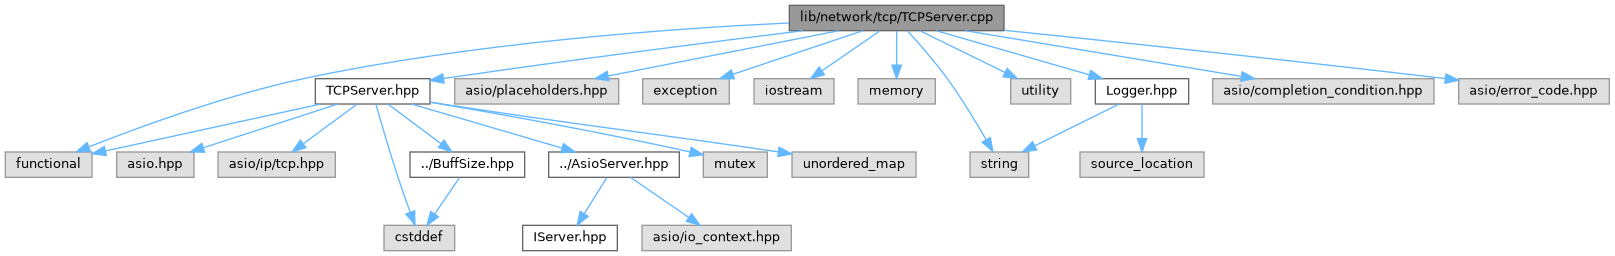 lib/network/tcp/TCPServer.cpp
TCPServer.hpp
asio/placeholders.hpp
exception
iostream
memory
utility
Logger.hpp
asio/completion_condition.hpp
asio/error_code.hpp
functional
asio.hpp
asio/ip/tcp.hpp
../BuffSize.hpp
../AsioServer.hpp
mutex
unordered_map
string
source_location
cstddef
IServer.hpp
asio/io_context.hpp